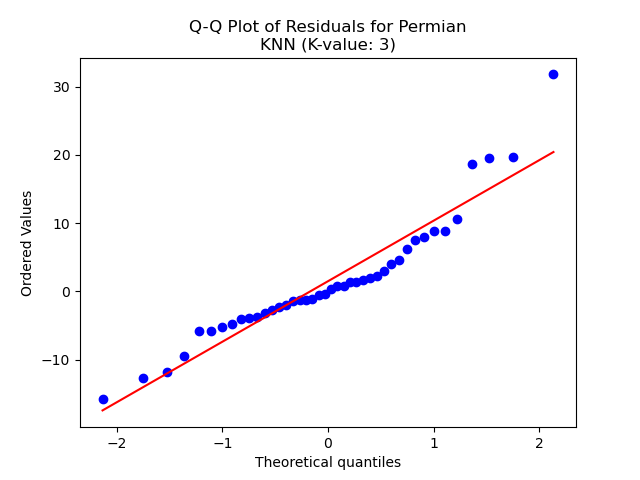 Q-Q Plot of Residuals for Permian
KNN (K-value: 3)
30
20
10
0
−10
Ordered Values
−2
−1
0
1
2
Theoretical quantiles